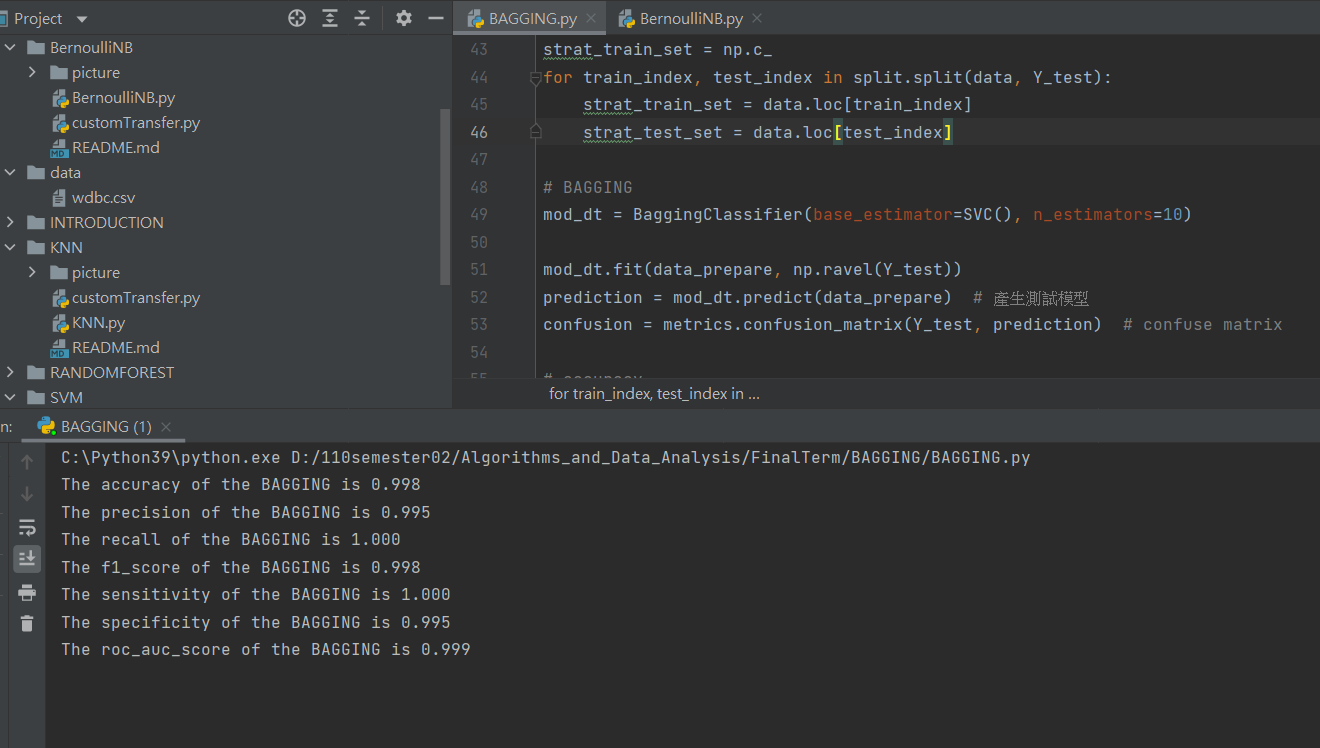 Project
BernoulliNB
picture
BernoulliNB.py
customTransfer.py
MD README.md
data
wdbc.csv
INTRODUCTION
KNN
picture
customTransfer.py
KNN.py
MD README.md
RANDOMFOREST
SVM
BAGGING.py
BernoulliNB.py
43 strat_train_set = np.c_
44 for train_index, test_index in split.split(data, Y_test):
45 strat_train_set = data.loc[train_index]
46 strat_test_set = data.loc[test_index]
47
48 # BAGGING
49 mod_dt = BaggingClassifier(base_estimator=SVC(), n_estimators=10)
50
51 mod_dt.fit(data_prepare, np.ravel(Y_test))
52 prediction = mod_dt.predict(data_prepare) # 產生測試模型
53 confusion = metrics.confusion_matrix(Y_test, prediction) # confuse matrix
54
for train_index, test_index in ...
n:
BAGGING (1)
C:\Python39\python.exe D:/110semester02/Algorithms_and_Data_Analysis/FinalTerm/BAGGING/BAGGING.py
The accuracy of the BAGGING is 0.998
The precision of the BAGGING is 0.995
The recall of the BAGGING is 1.000
The f1_score of the BAGGING is 0.998
The sensitivity of the BAGGING is 1.000
The specificity of the BAGGING is 0.995
The roc_auc_score of the BAGGING is 0.999